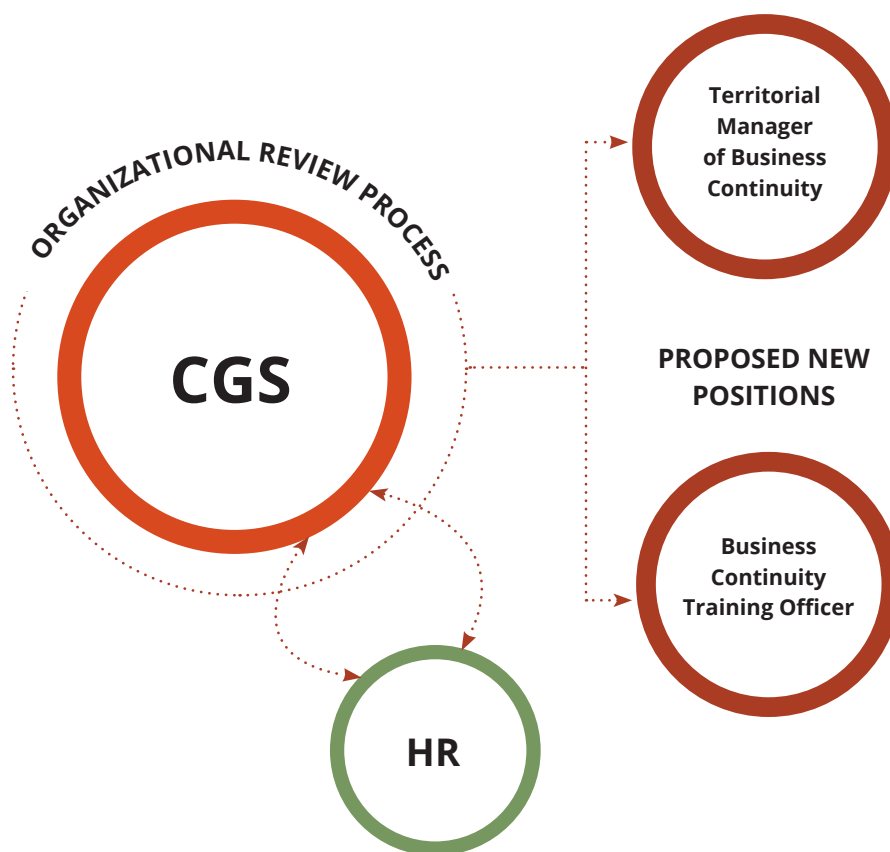 ORGANIZATIONAL REVIEW PROCESS
CGS
HR
Territorial
Manager
of Business
Continuity
PROPOSED NEW
POSITIONS
Business
Continuity
Training Officer